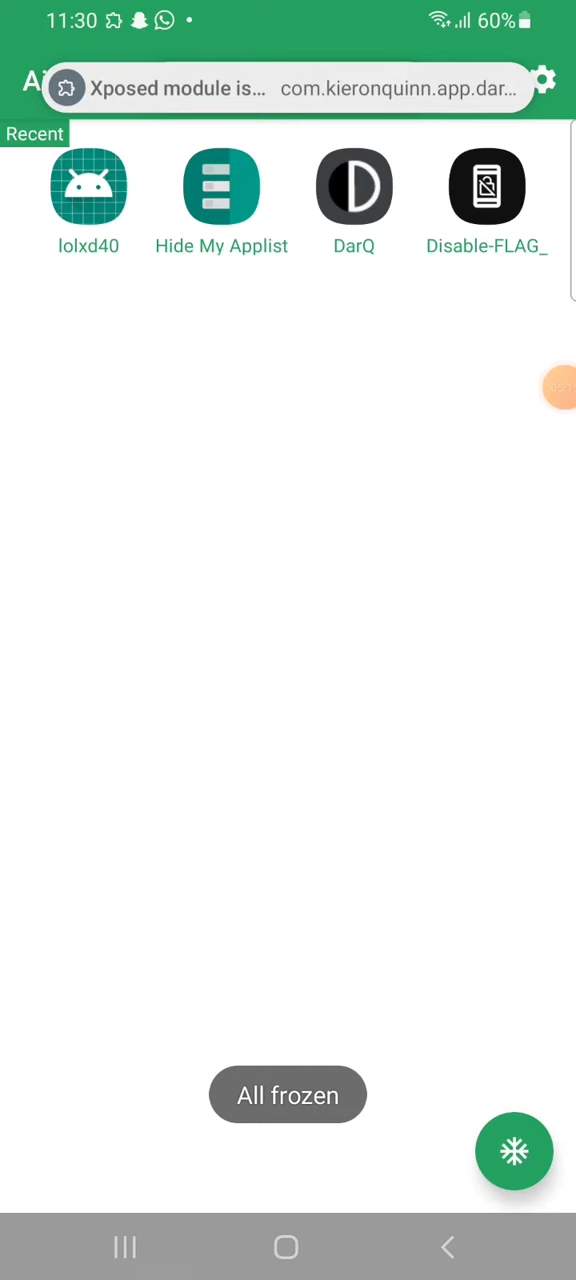 11:30
60%
Ai
Xposed module is... com.kieronquinn.app.dar...
Recent
lolxd40
Hide My Applist
DarQ
Disable-FLAG_
All frozen